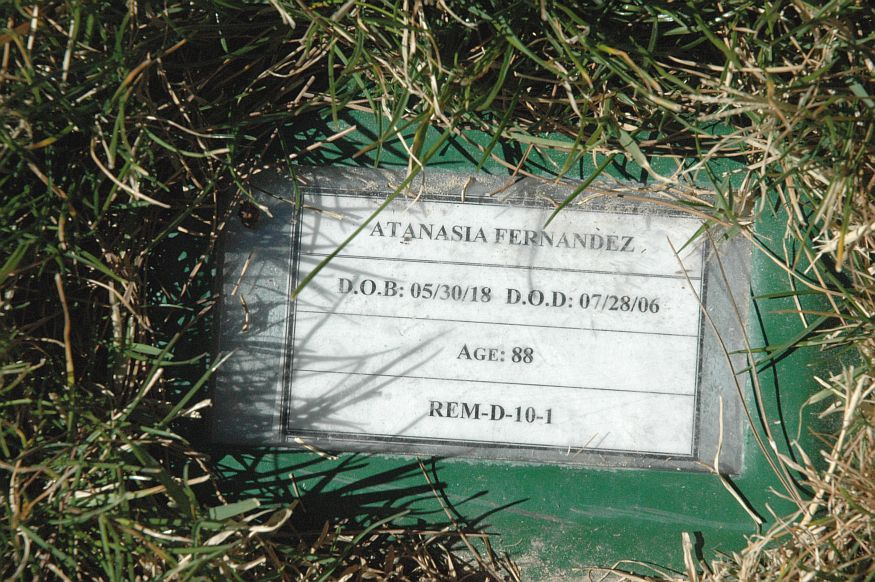 ATANASIA FERNANDEZ
D.O.B: 05/30/18 D.O.D: 07/28/06
AGE: 88
REM-D-10-1